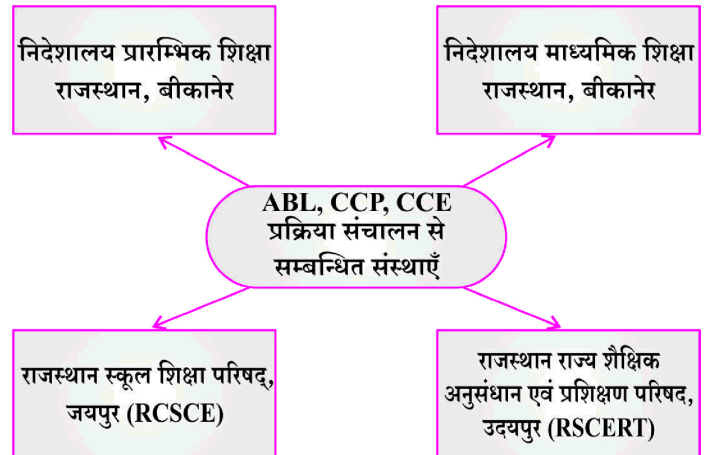 निदेशालय प्रारम्भिक शिक्षा
राजस्थान, बीकानेर
निदेशालय माध्यमिक शिक्षा
राजस्थान, बीकानेर
ABL, CCP, CCE
प्रक्रिया संचालन से
सम्बन्धित संस्थाएँ
राजस्थान स्कूल शिक्षा परिषद्,
जयपुर (RCSCE)
राजस्थान राज्य शैक्षिक
अनुसंधान एवं प्रशिक्षण परिषद,
उदयपुर (RSCERT)